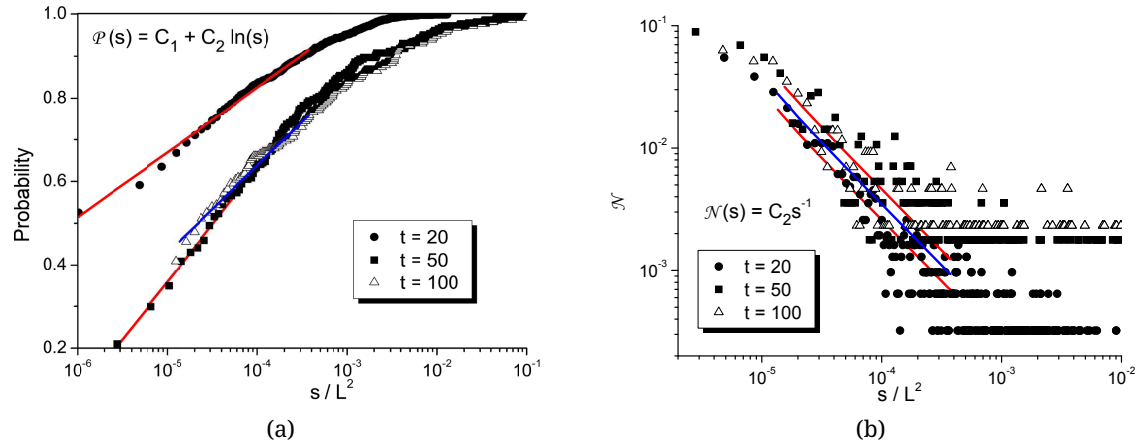 1.0
0.8
0.6
0.4
0.2
Probability
𝒫(s) = C₁ + C₂ ln(s)
t = 20
t = 50
t = 100
10⁻⁶ 10⁻⁵ 10⁻⁴ 10⁻³ 10⁻² 10⁻¹
s / L²
(a)
10⁻¹
10⁻²
10⁻³
𝒩
𝒩(s) = C₂s⁻¹
t = 20
t = 50
t = 100
10⁻⁵ 10⁻⁴ 10⁻³ 10⁻²
s / L²
(b)